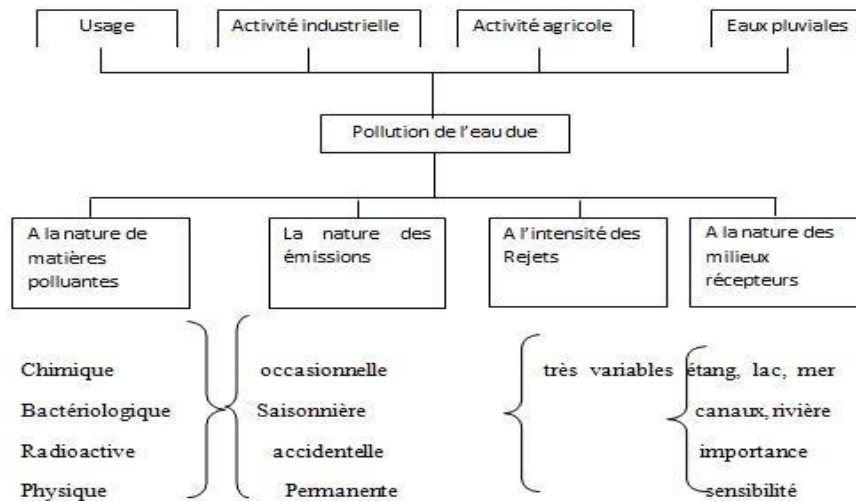 Usage
Activité industrielle
Activité agricole
Eaux pluviales
Pollution de l'eau due
A la nature de
matières
polluantes
La nature des
émissions
A l'intensité des
Rejets
A la nature des
milieux
récepteurs
Chimique
Bactériologique
Radioactive
Physique
occasionnelle
Saisonnière
accidentelle
Permanente
très variables
étang, lac, mer
canaux, rivière
importance
sensibilité